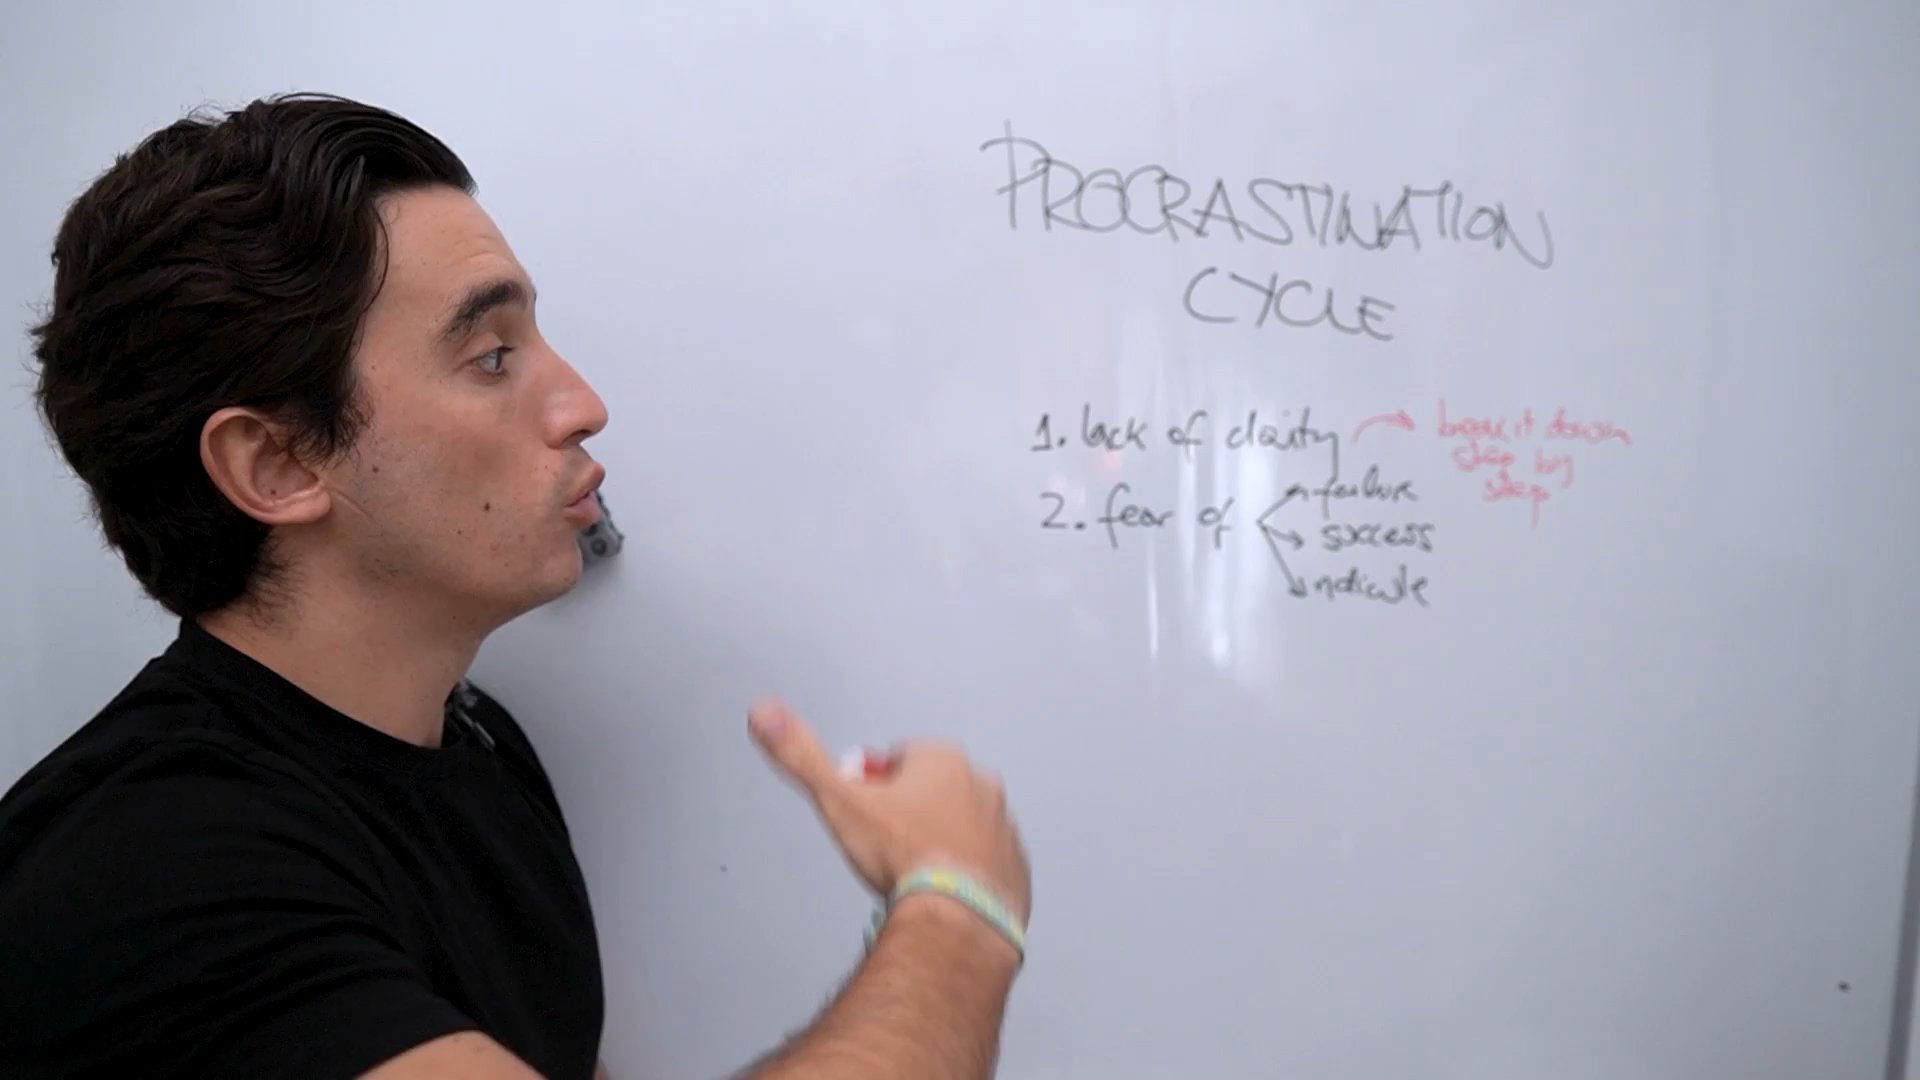 PROCRASTINATION
CYCLE
1. lack of clarity → break it down
step by
step
2. fear of → failure
→ success
→ ridicule